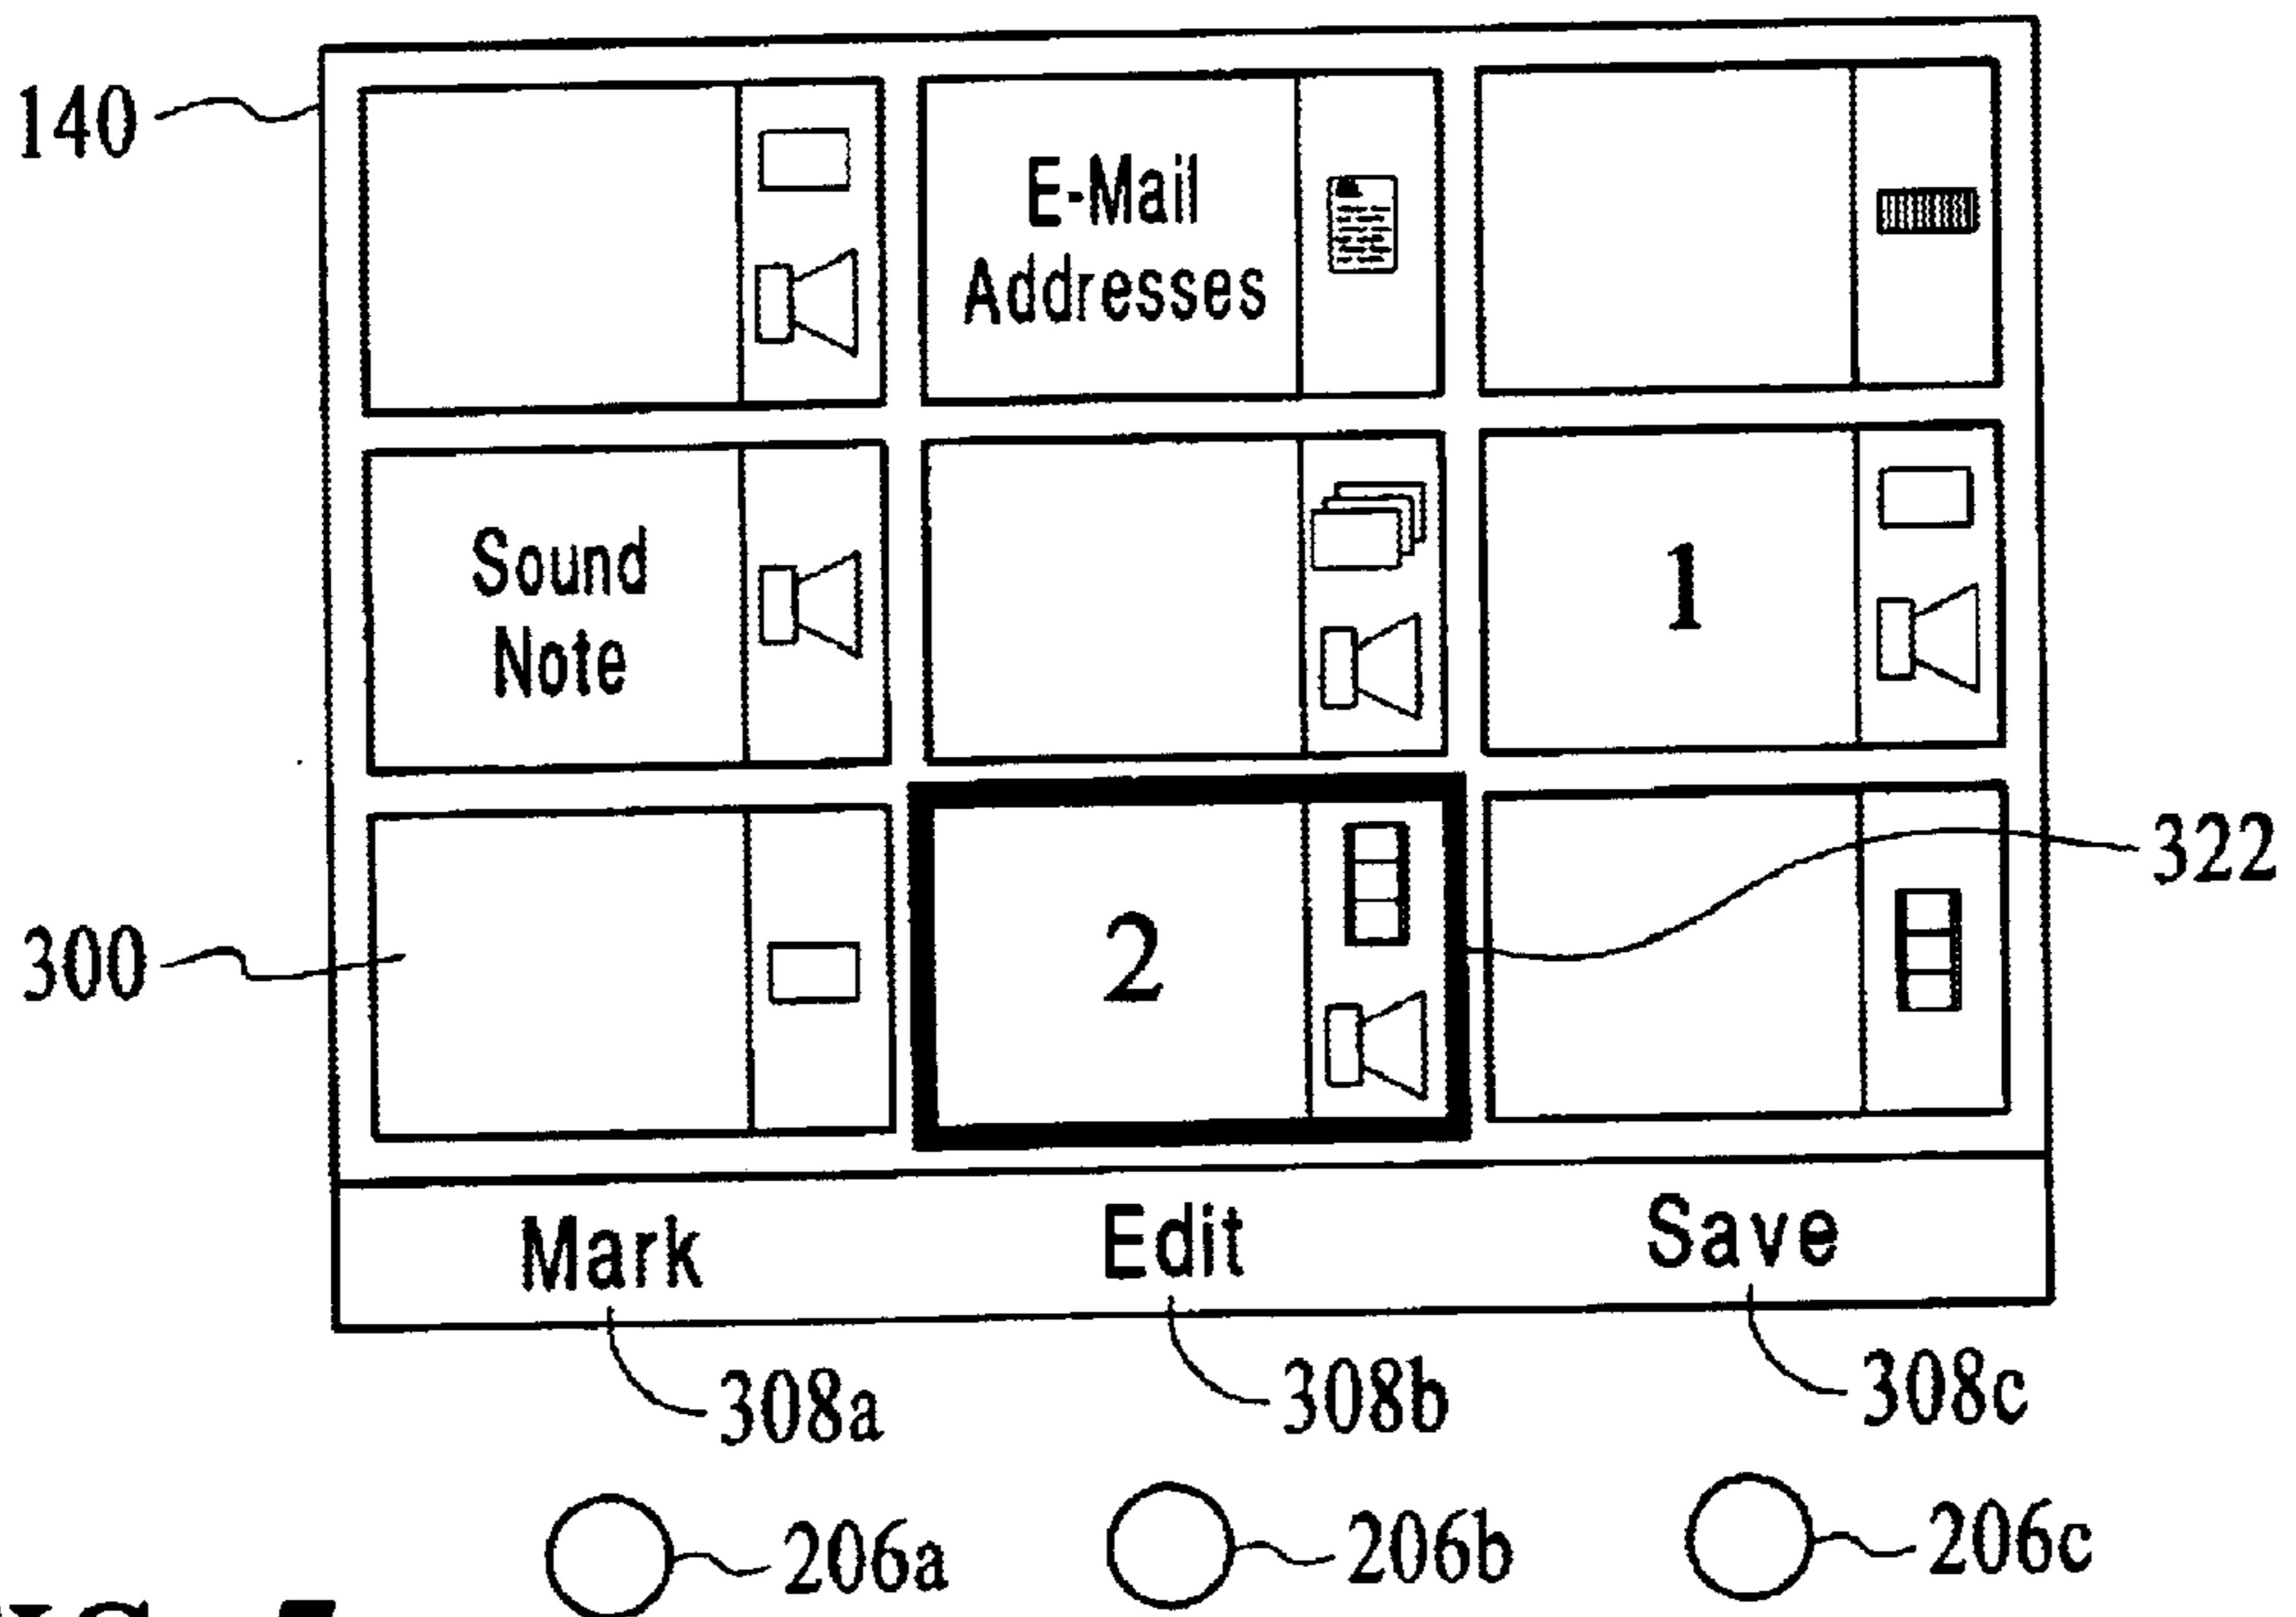 140
E-Mail
Addresses
Sound
Note
1
322
300
2
Mark
Edit
Save
308a
308b
308c
206a
206b
206c